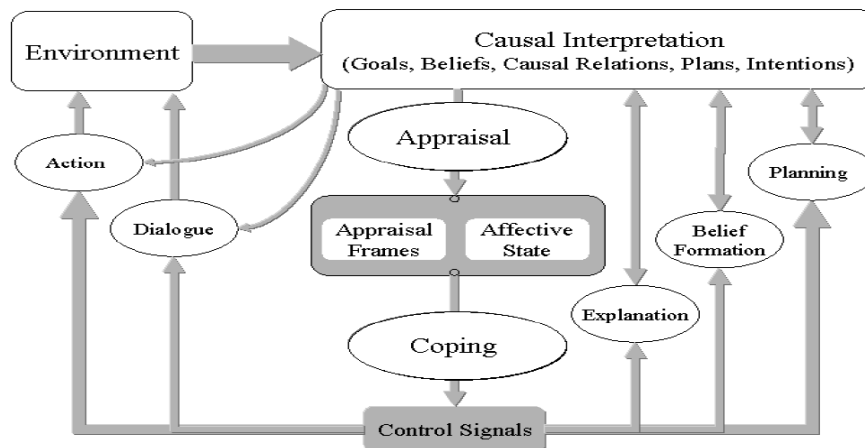 Environment
Causal Interpretation
(Goals, Beliefs, Causal Relations, Plans, Intentions)
Appraisal
Action
Planning
Dialogue
Appraisal
Frames
Affective
State
Belief
Formation
Explanation
Coping
Control Signals